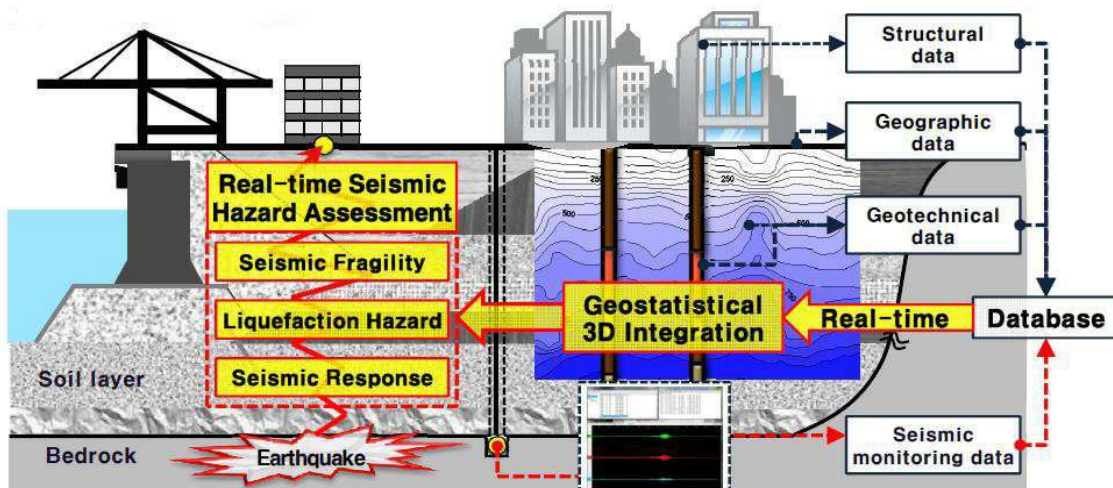 Structural
data
Geographic
data
Geotechnical
data
Real-time Seismic
Hazard Assessment
Seismic Fragility
Liquefaction Hazard
Seismic Response
Geostatistical
3D Integration
Real-time
Database
Soil layer
Bedrock
Earthquake
Seismic
monitoring data
250
250
500
500
750